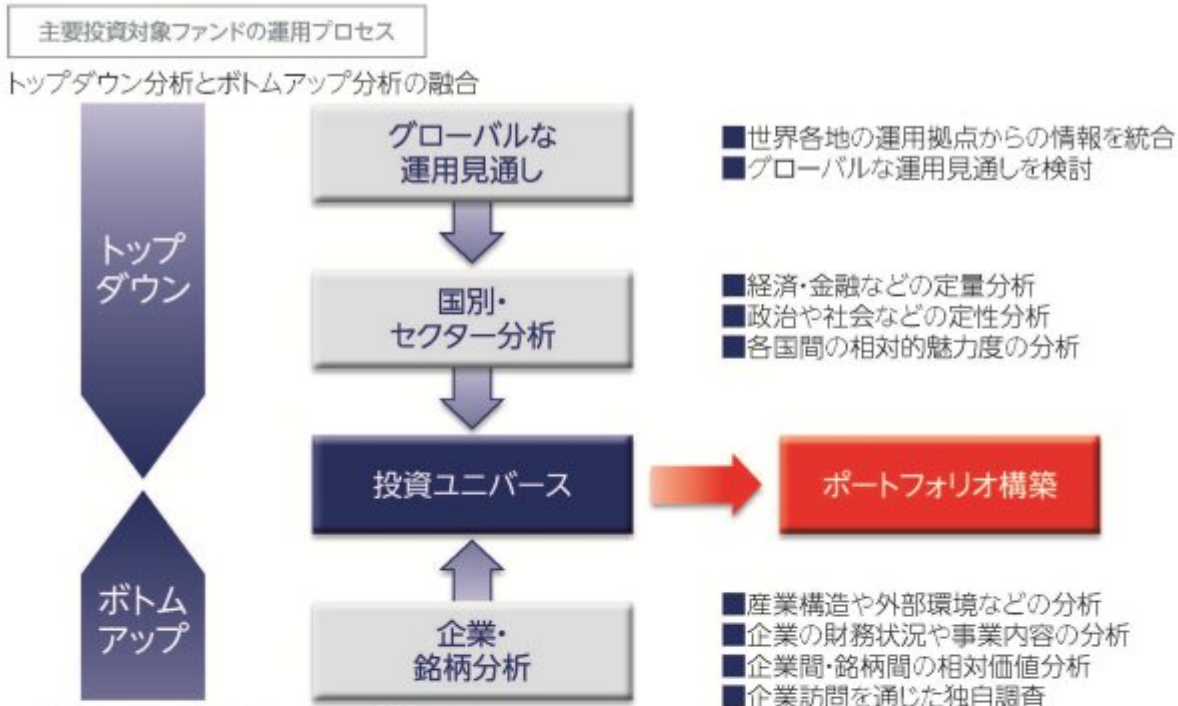 主要投資対象ファンドの運用プロセス
トップダウン分析とボトムアップ分析の融合
トップ
ダウン
グローバルな
運用見通し
■世界各地の運用拠点からの情報を統合
■グローバルな運用見通しを検討
国別・
セクター分析
■経済・金融などの定量分析
■政治や社会などの定性分析
■各国間の相対的魅力度の分析
投資ユニバース
ポートフォリオ構築
ボトム
アップ
企業・
銘柄分析
■産業構造や外部環境などの分析
■企業の財務状況や事業内容の分析
■企業間・銘柄間の相対価値分析
■企業訪問を通じた独自調査